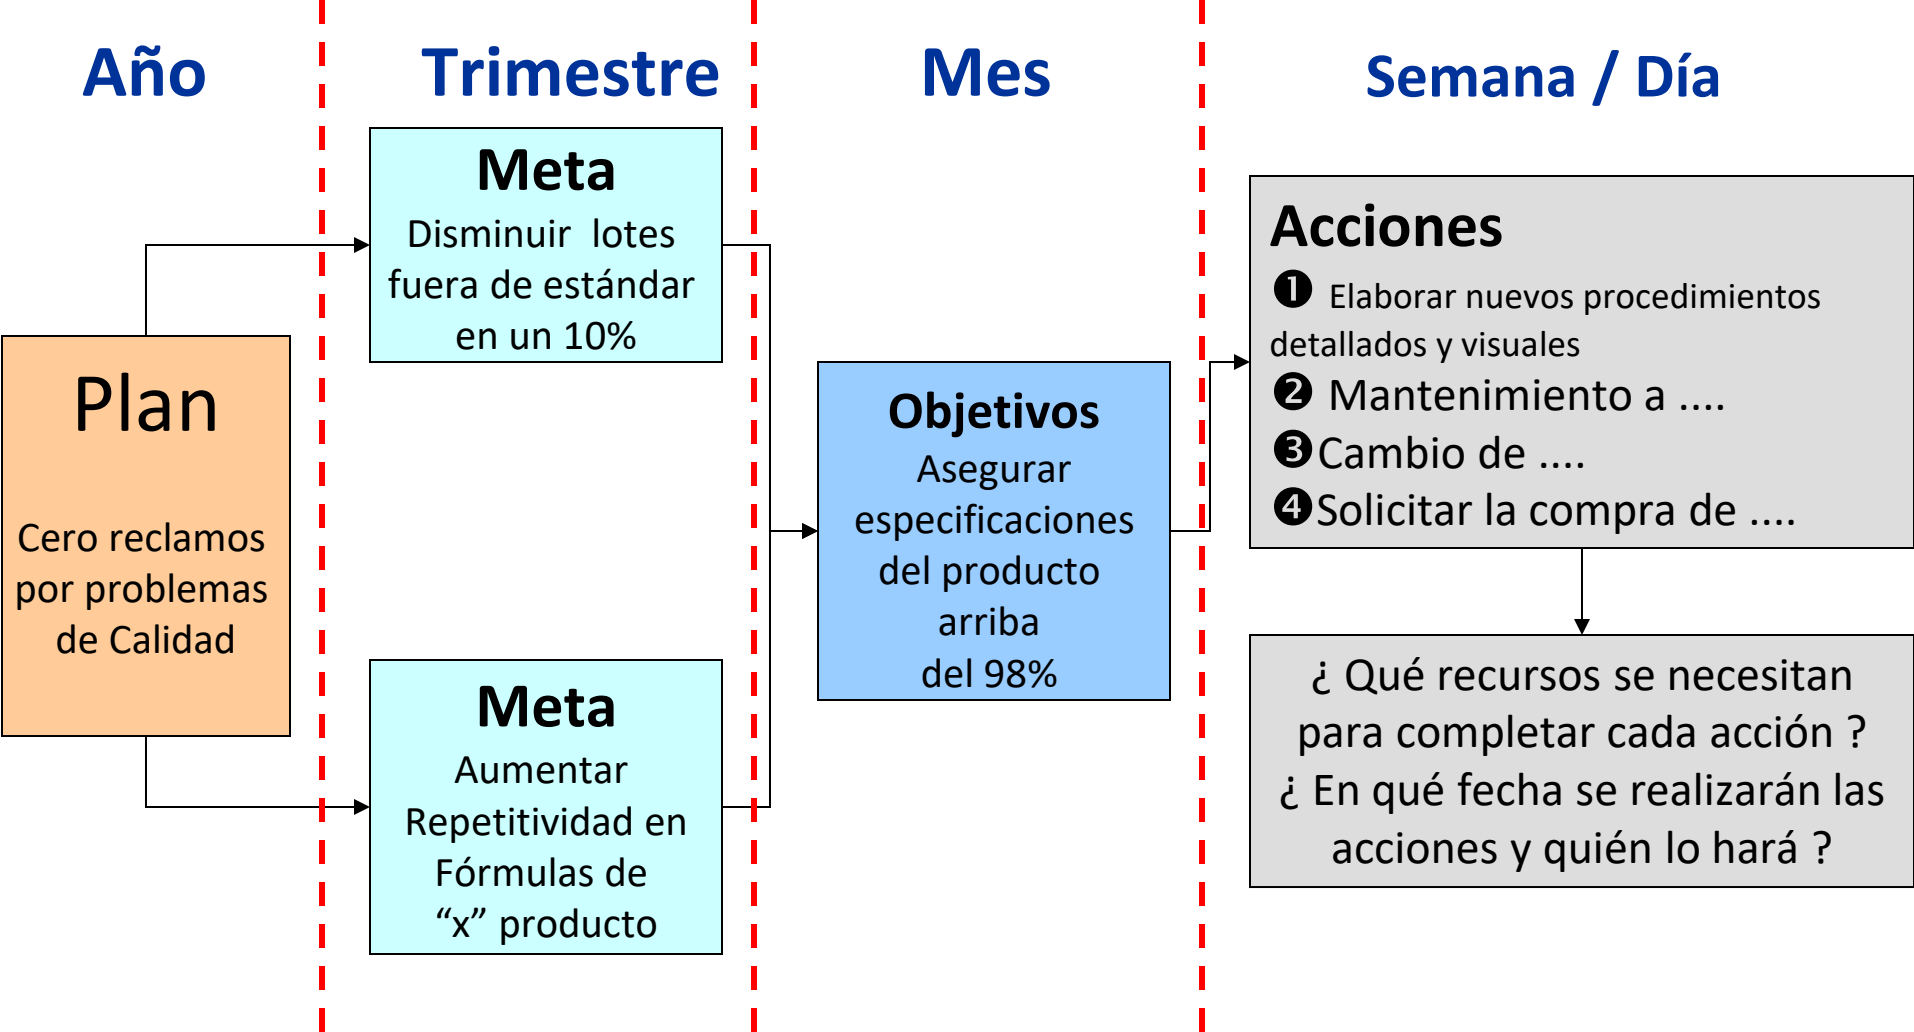 Año
Trimestre
Mes
Semana / Día
Plan
Cero reclamos
por problemas
de Calidad
Meta
Disminuir lotes
fuera de estándar
en un 10%
Meta
Aumentar
Repetitividad en
Fórmulas de
“x” producto
Objetivos
Asegurar
especificaciones
del producto
arriba
del 98%
Acciones
❶ Elaborar nuevos procedimientos
detallados y visuales
❷ Mantenimiento a ....
❸Cambio de ....
❹Solicitar la compra de ....
¿ Qué recursos se necesitan
para completar cada acción ?
¿ En qué fecha se realizarán las
acciones y quién lo hará ?